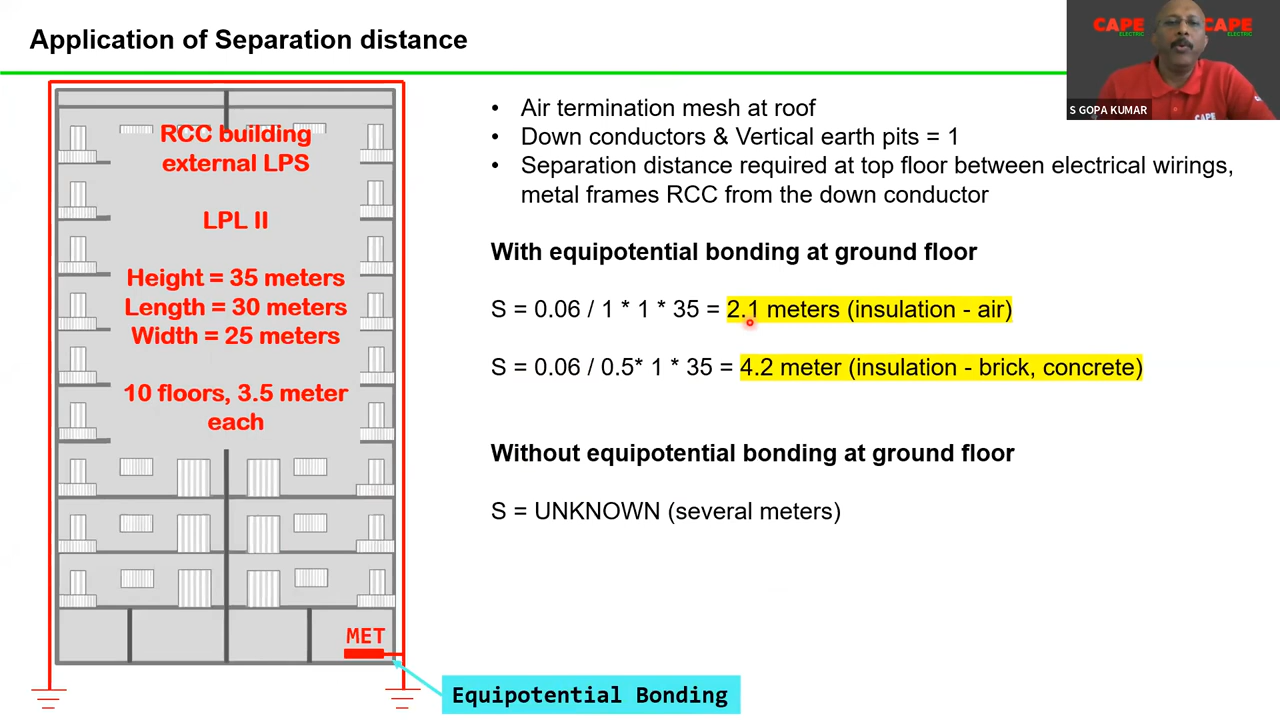 Application of Separation distance
CAPE
ELECTRIC
CAPE
ELECTRIC
CAPE
S GOPA KUMAR
RCC building
external LPS
LPL II
Height = 35 meters
Length = 30 meters
Width = 25 meters
10 floors, 3.5 meter
each
MET
Equipotential Bonding
• Air termination mesh at roof
• Down conductors & Vertical earth pits = 1
• Separation distance required at top floor between electrical wirings,
metal frames RCC from the down conductor
With equipotential bonding at ground floor
S = 0.06 / 1 * 1 * 35 = 2.1 meters (insulation - air)
S = 0.06 / 0.5* 1 * 35 = 4.2 meter (insulation - brick, concrete)
Without equipotential bonding at ground floor
S = UNKNOWN (several meters)